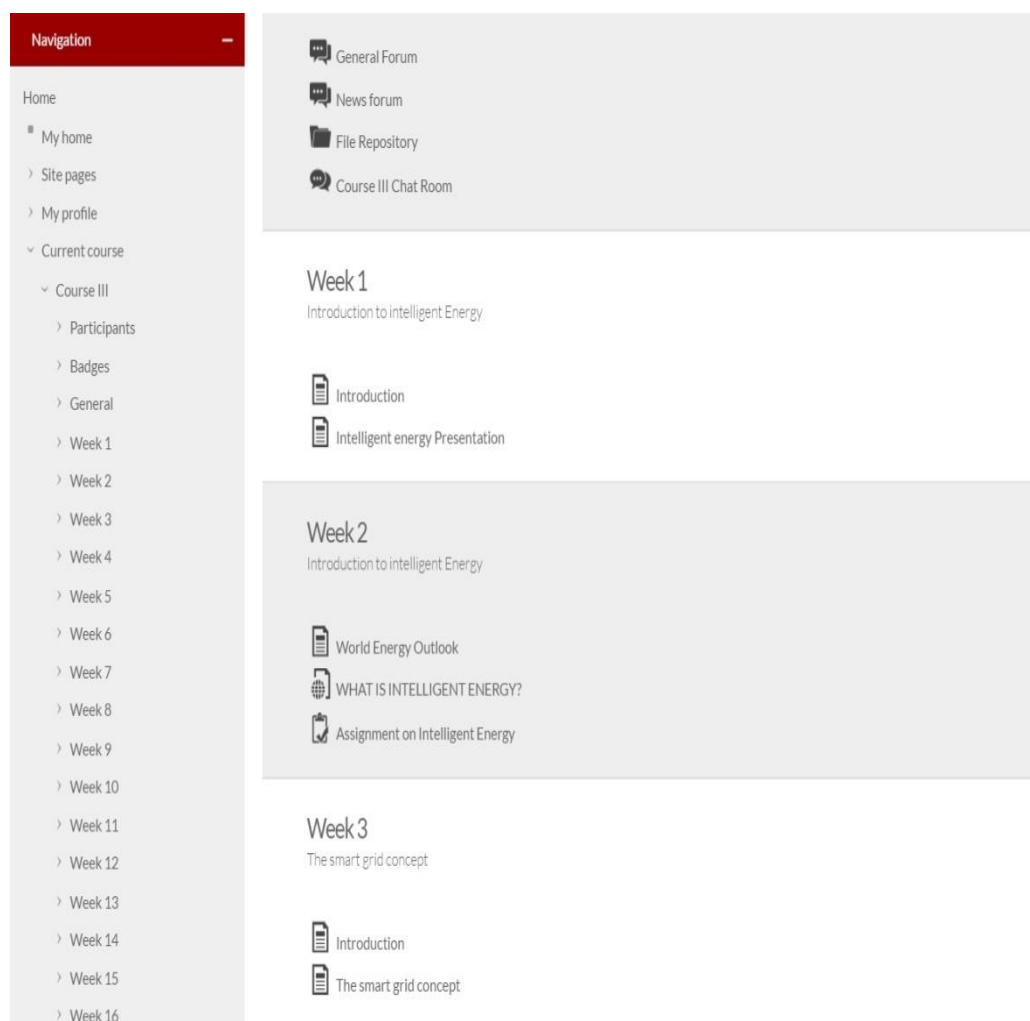 Navigation
Home
My home
Site pages
My profile
Current course
Course III
Participants
Badges
General
Week 1
Week 2
Week 3
Week 4
Week 5
Week 6
Week 7
Week 8
Week 9
Week 10
Week 11
Week 12
Week 13
Week 14
Week 15
Week 16
General Forum
News forum
File Repository
Course III Chat Room
Week 1
Introduction to intelligent Energy
Introduction
Intelligent energy Presentation
Week 2
Introduction to intelligent Energy
World Energy Outlook
WHAT IS INTELLIGENT ENERGY?
Assignment on Intelligent Energy
Week 3
The smart grid concept
Introduction
The smart grid concept